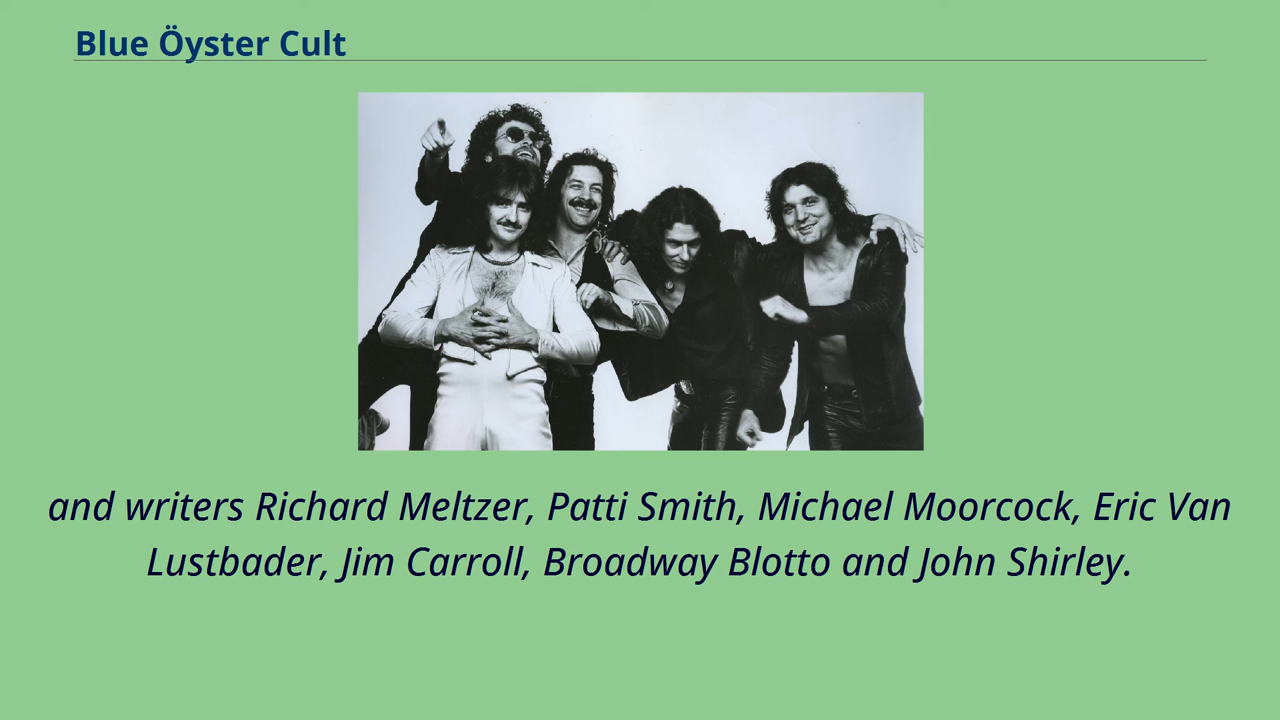 Blue Öyster Cult
and writers Richard Meltzer, Patti Smith, Michael Moorcock, Eric Van
Lustbader, Jim Carroll, Broadway Blotto and John Shirley.